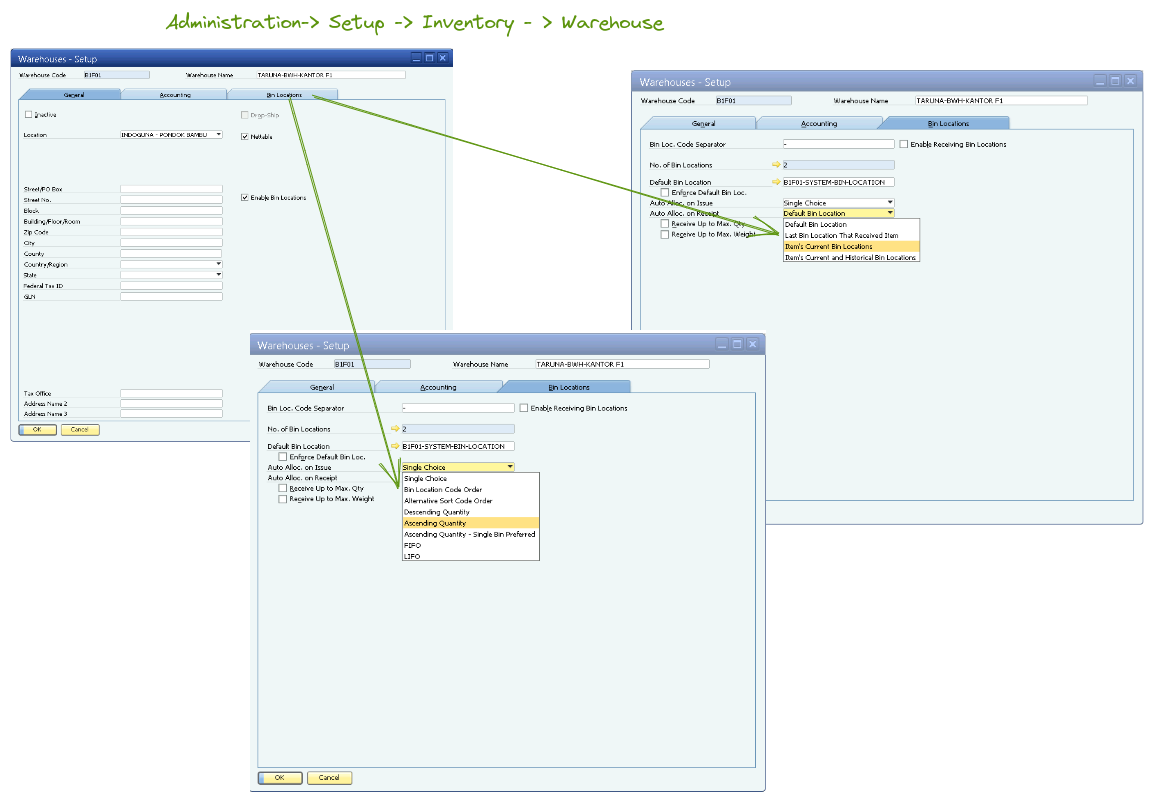 Administration-> Setup -> Inventory - > Warehouse
Warehouses - Setup
Warehouse Code B1F01 Warehouse Name TARUNA-BWH-KANTOR F1
General Accounting Bin Locations
Inactive Drop-Ship
Location INDOGUNA - PONDOK BAMBU Nettable
Street/PO Box
Street No. Enable Bin Locations
Block
Building/Floor/Room
Zip Code
City
County
Country/Region
State
Federal Tax ID
GLN
Tax Office
Address Name 2
Address Name 3
OK Cancel
Warehouses - Setup
Warehouse Code B1F01 Warehouse Name TARUNA-BWH-KANTOR F1
General Accounting Bin Locations
Bin Loc. Code Separator - Enable Receiving Bin Locations
No. of Bin Locations 2
Default Bin Location B1F01-SYSTEM-BIN-LOCATION
Enforce Default Bin Loc.
Auto Alloc. on Issue Single Choice
Auto Alloc. on Receipt Default Bin Location
Receive Up to Max. Qty Default Bin Location
Receive Up to Max. Weight Last Bin Location That Received Item
Item's Current Bin Locations
Item's Current and Historical Bin Locations
Warehouses - Setup
Warehouse Code B1F01 Warehouse Name TARUNA-BWH-KANTOR F1
General Accounting Bin Locations
Bin Loc. Code Separator - Enable Receiving Bin Locations
No. of Bin Locations 2
Default Bin Location B1F01-SYSTEM-BIN-LOCATION
Enforce Default Bin Loc.
Auto Alloc. on Issue Single Choice
Auto Alloc. on Receipt Single Choice
Receive Up to Max. Qty Bin Location Code Order
Receive Up to Max. Weight Alternative Sort Code Order
Descending Quantity
Ascending Quantity
Ascending Quantity - Single Bin Preferred
FIFO
LIFO
OK Cancel